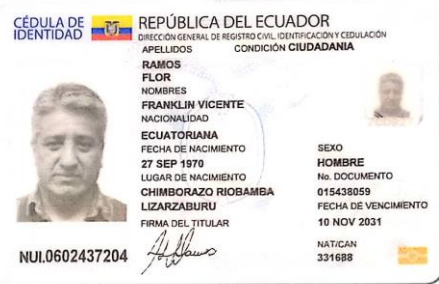 CÉDULA DE IDENTIDAD
REPÚBLICA DEL ECUADOR
DIRECCIÓN GENERAL DE REGISTRO CIVIL, IDENTIFICACIÓN Y CEDULACIÓN
APELLIDOS CONDICIÓN CIUDADANIA
RAMOS
FLOR
NOMBRES
FRANKLIN VICENTE
NACIONALIDAD
ECUATORIANA
FECHA DE NACIMIENTO SEXO
27 SEP 1970 HOMBRE
LUGAR DE NACIMIENTO No. DOCUMENTO
CHIMBORAZO RIOBAMBA 015438059
LIZARZABURU FECHA DE VENCIMIENTO
FIRMA DEL TITULAR 10 NOV 2031
NAT/CAN
NUI.0602437204 331688